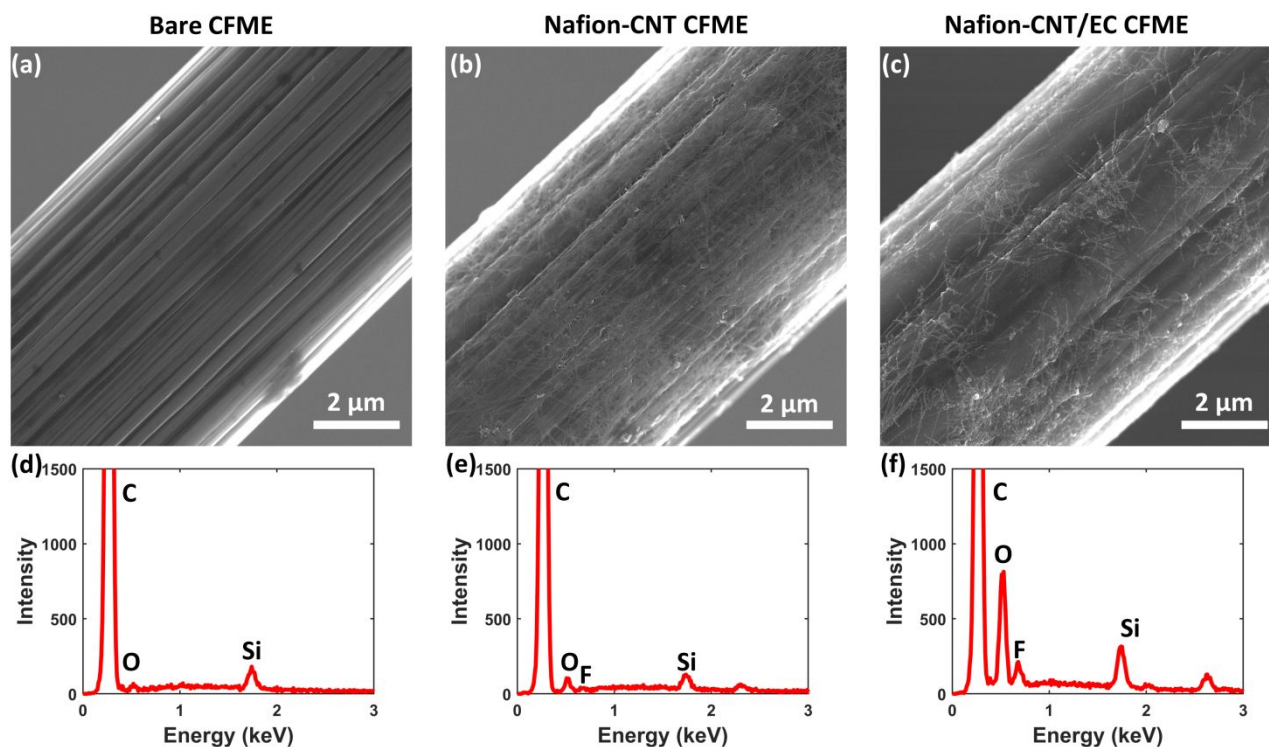 Bare CFME
Nafion-CNT CFME
Nafion-CNT/EC CFME
(a)
(b)
(c)
2 μm
2 μm
2 μm
(d)
(e)
(f)
1500
1000
500
0
Intensity
C
O
Si
0
1
2
3
Energy (keV)
1500
1000
500
0
Intensity
C
O
F
Si
0
1
2
3
Energy (keV)
1500
1000
500
0
Intensity
C
O
F
Si
0
1
2
3
Energy (keV)